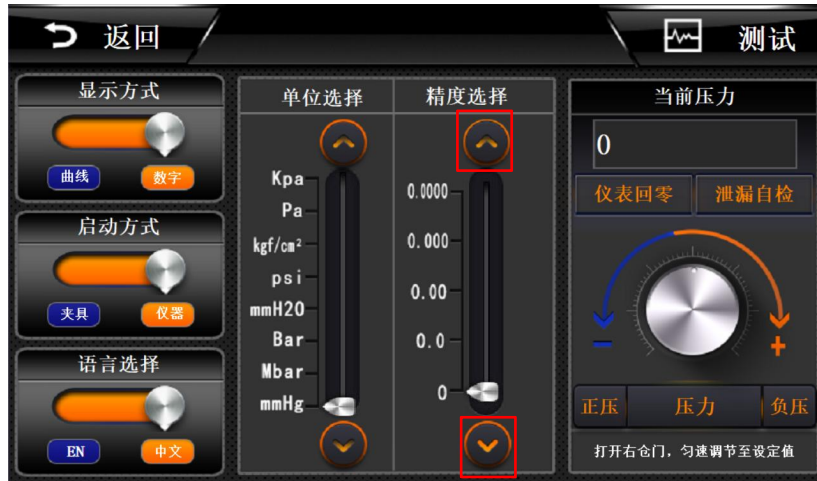 返回
测试
显示方式
曲线 数字
启动方式
夹具 仪器
语言选择
EN 中文
单位选择
Kpa
Pa
kgf/cm²
psi
mmH2O
Bar
Mbar
mmHg
精度选择
0.0000
0.000
0.00
0.0
0
当前压力
0
仪表回零 泄漏自检
− +
正压 压力 负压
打开右仓门，匀速调节至设定值